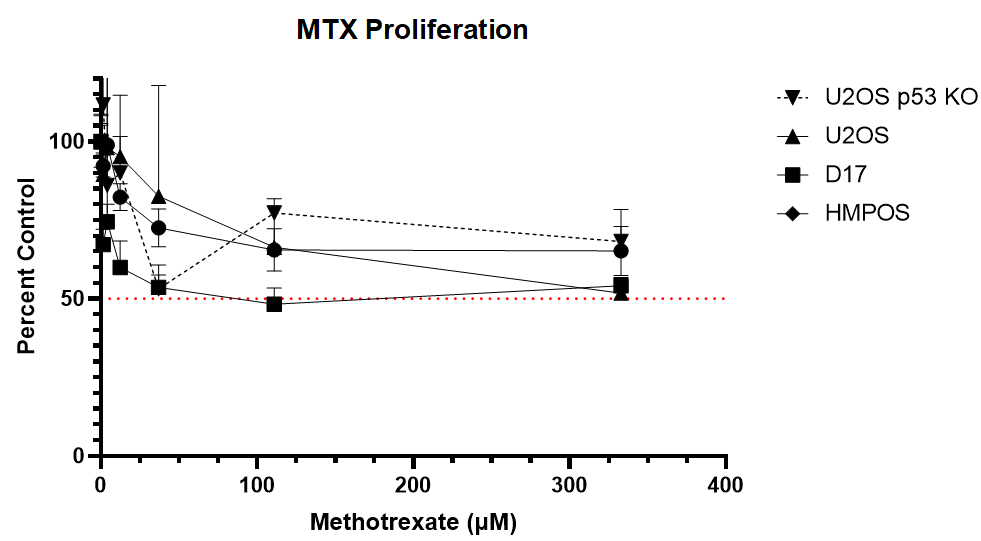 MTX Proliferation
Percent Control
100
50
0
0 100 200 300 400
Methotrexate (µM)
U2OS p53 KO
U2OS
D17
HMPOS